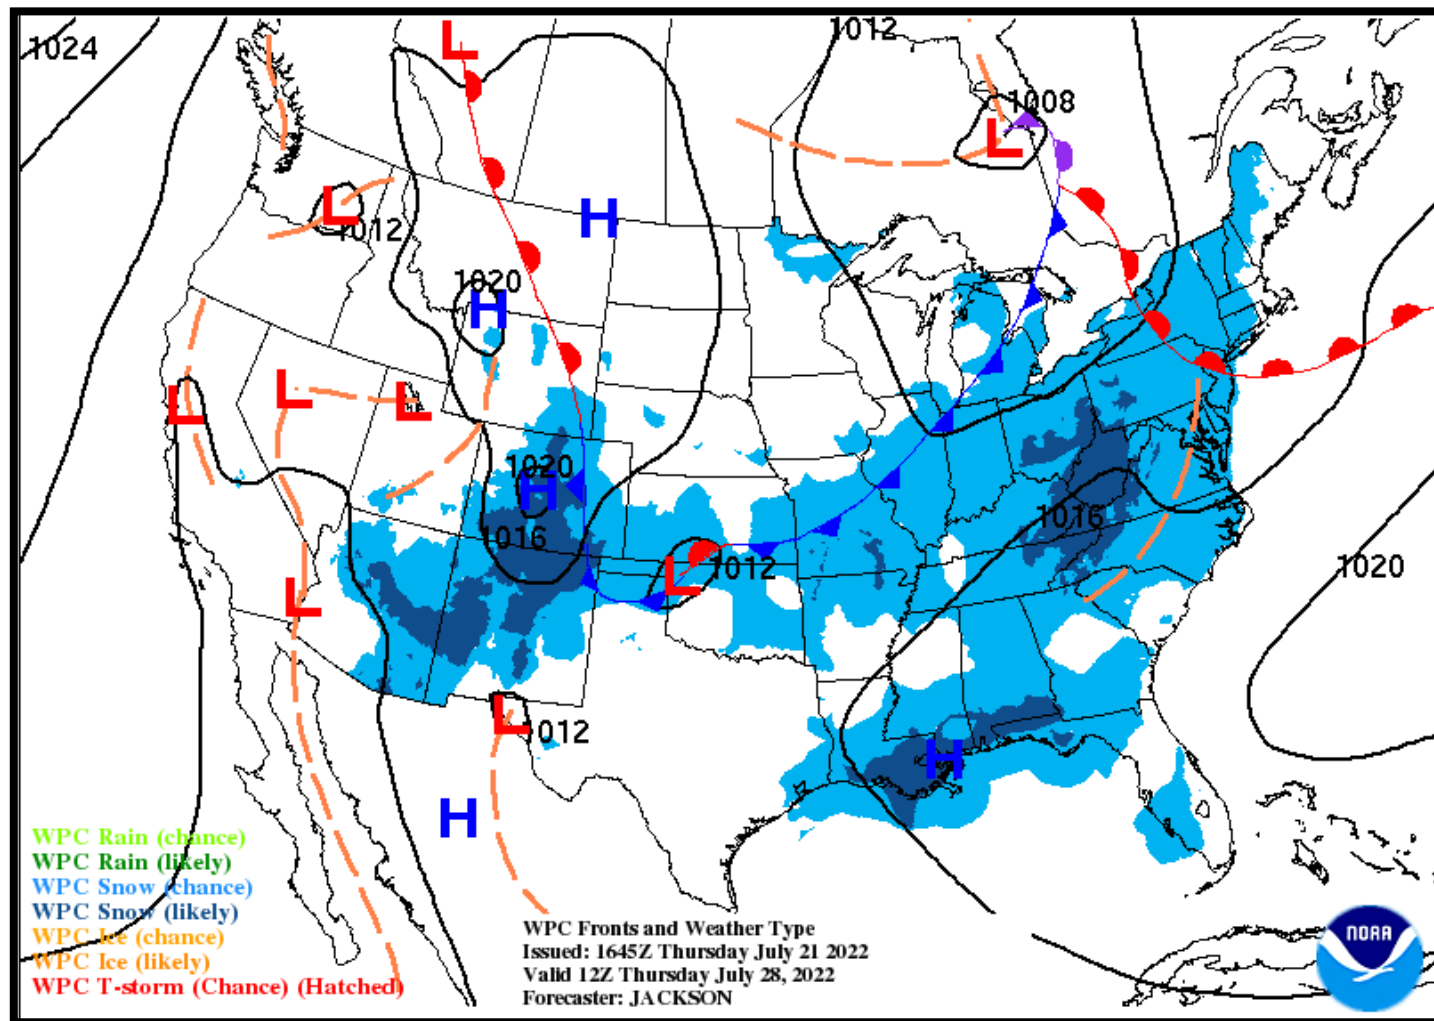 1024
1012
L
1008
L
H
L
1012
1020
H
L
L
L
1020
H
1016
1016
L
1012
1020
L
L
1012
H
H
WPC Rain (chance)
WPC Rain (likely)
WPC Snow (chance)
WPC Snow (likely)
WPC Ice (chance)
WPC Ice (likely)
WPC T-storm (Chance) (Hatched)
WPC Fronts and Weather Type
Issued: 1645Z Thursday July 21 2022
Valid 12Z Thursday July 28, 2022
Forecaster: JACKSON
NOAA